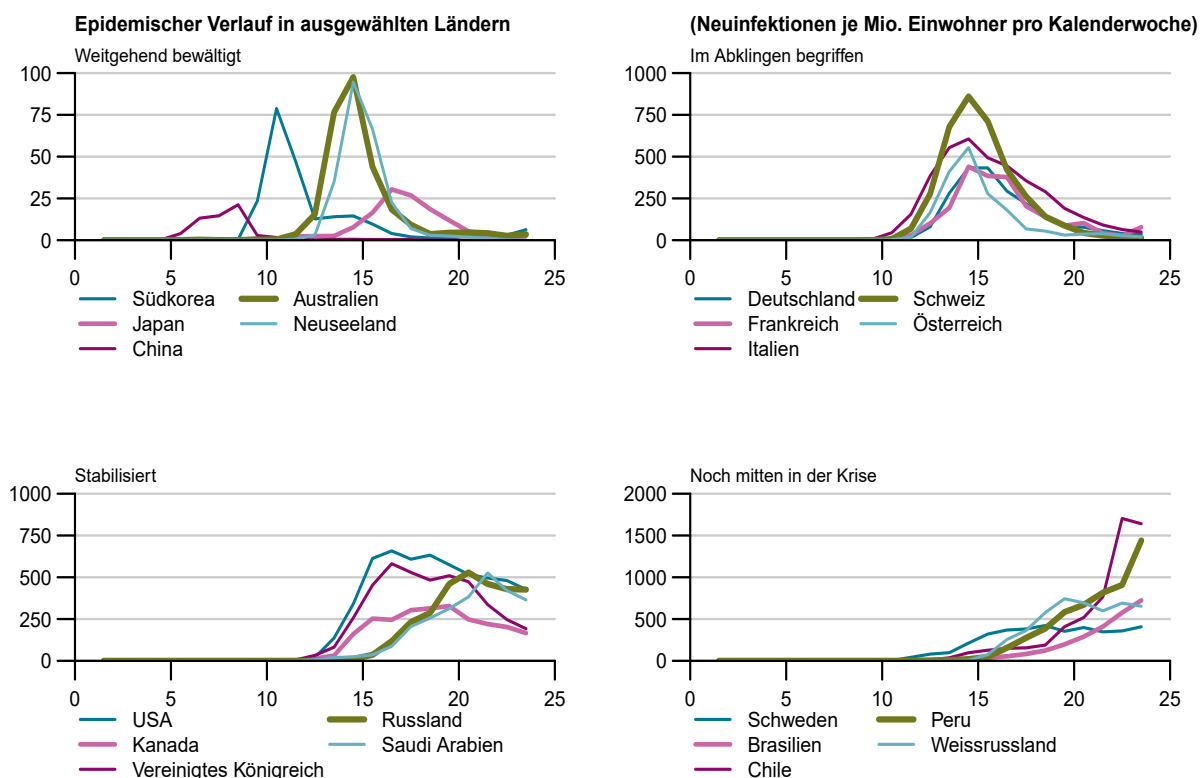 Epidemischer Verlauf in ausgewählten Ländern
(Neuinfektionen je Mio. Einwohner pro Kalenderwoche)
Weitgehend bewältigt
100
75
50
25
0
0 5 10 15 20 25
Südkorea Australien
Japan Neuseeland
China
Im Abklingen begriffen
1000
750
500
250
0
0 5 10 15 20 25
Deutschland Schweiz
Frankreich Österreich
Italien
Stabilisiert
1000
750
500
250
0
0 5 10 15 20 25
USA Russland
Kanada Saudi Arabien
Vereinigtes Königreich
Noch mitten in der Krise
2000
1500
1000
500
0
0 5 10 15 20 25
Schweden Peru
Brasilien Weissrussland
Chile